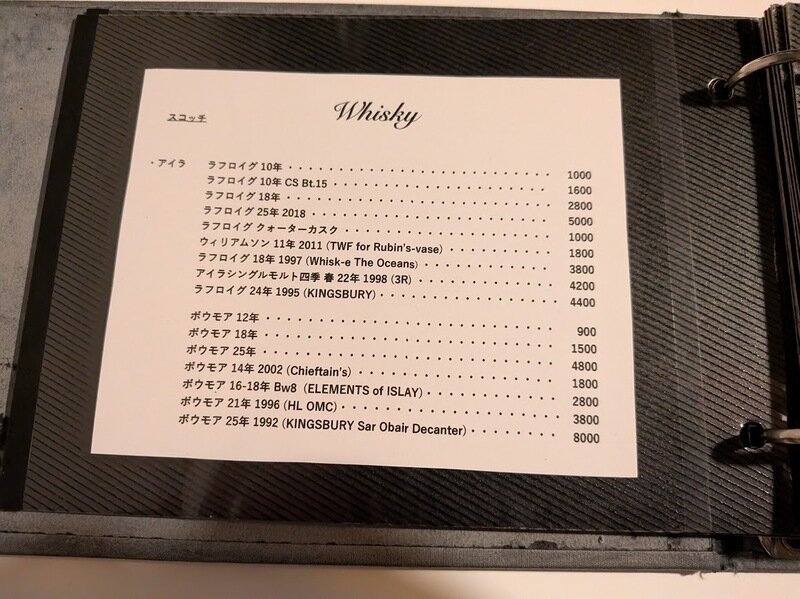 Whisky
スコッチ
・アイラ ラフロイグ 10年 ・・・・・・・・・・・・・・・・・・・・・・・・・・・ 1000
ラフロイグ 10年 CS Bt.15 ・・・・・・・・・・・・・・・・・・・・・・ 1600
ラフロイグ 18年 ・・・・・・・・・・・・・・・・・・・・・・・・・・・ 2800
ラフロイグ 25年 2018 ・・・・・・・・・・・・・・・・・・・・・・・・ 5000
ラフロイグ クォーターカスク ・・・・・・・・・・・・・・・・・・・・・ 1000
ウィリアムソン 11年 2011 (TWF for Rubin's-vase) ・・・・・・・・・・・ 1800
ラフロイグ 18年 1997 (Whisk-e The Oceans) ・・・・・・・・・・・・・ 3800
アイラシングルモルト四季 春 22年 1998 (3R) ・・・・・・・・・・・・・・ 4200
ラフロイグ 24年 1995 (KINGSBURY) ・・・・・・・・・・・・・・・・・ 4400
ボウモア 12年 ・・・・・・・・・・・・・・・・・・・・・・・・・・・・ 900
ボウモア 18年 ・・・・・・・・・・・・・・・・・・・・・・・・・・・・ 1500
ボウモア 25年 ・・・・・・・・・・・・・・・・・・・・・・・・・・・・ 4800
ボウモア 14年 2002 (Chieftain's) ・・・・・・・・・・・・・・・・・・・ 1800
ボウモア 16-18年 Bw8 (ELEMENTS of ISLAY) ・・・・・・・・・・・・・ 2800
ボウモア 21年 1996 (HL OMC) ・・・・・・・・・・・・・・・・・・・・・ 3800
ボウモア 25年 1992 (KINGSBURY Sar Obair Decanter) ・・・・・・・・・ 8000